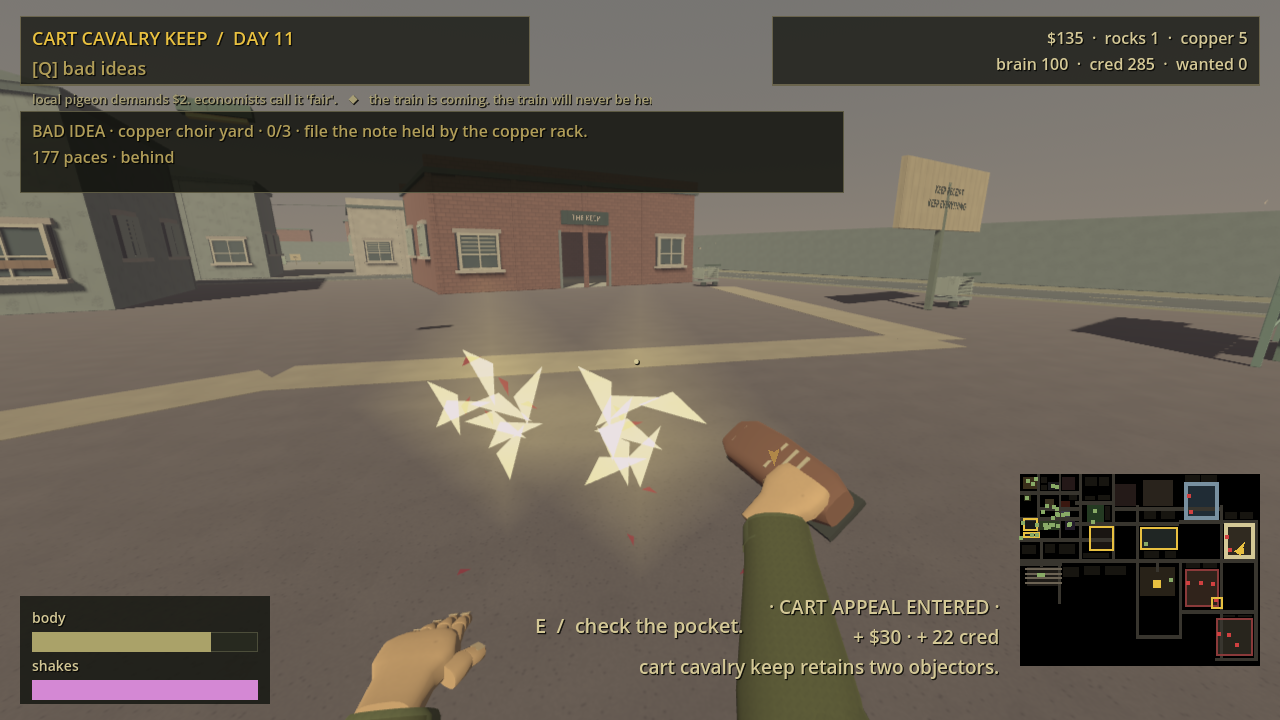 CART CAVALRY KEEP / DAY 11
[Q] bad ideas
$135 · rocks 1 · copper 5
brain 100 · cred 285 · wanted 0
local pigeon demands $2. economists call it 'fair'. ◆ the train is coming. the train will never be he
BAD IDEA · copper choir yard · 0/3 · file the note held by the copper rack.
177 paces · behind
THE KEEP
KEEP EVERYTHING
· CART APPEAL ENTERED ·
E / check the pocket.
+ $30 · + 22 cred
cart cavalry keep retains two objectors.
body
shakes